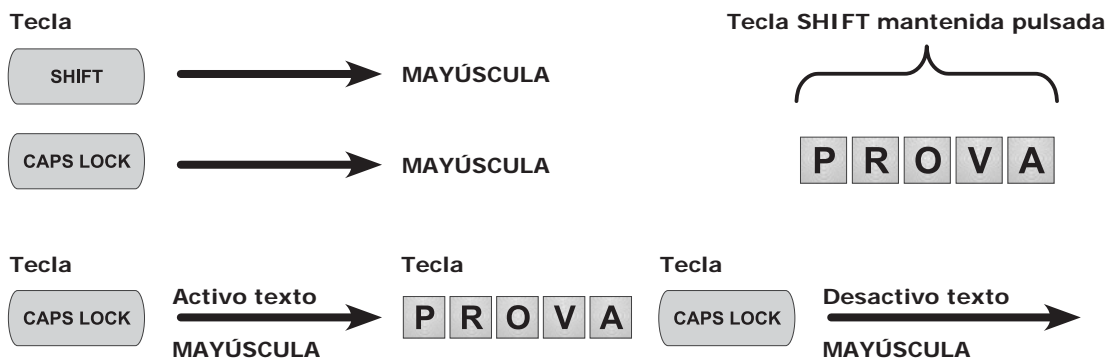 Tecla
Tecla SHIFT mantenida pulsada
SHIFT
MAYÚSCULA
CAPS LOCK
MAYÚSCULA
P R O V A
Tecla
Tecla
Tecla
CAPS LOCK
Activo texto
MAYÚSCULA
P R O V A
CAPS LOCK
Desactivo texto
MAYÚSCULA